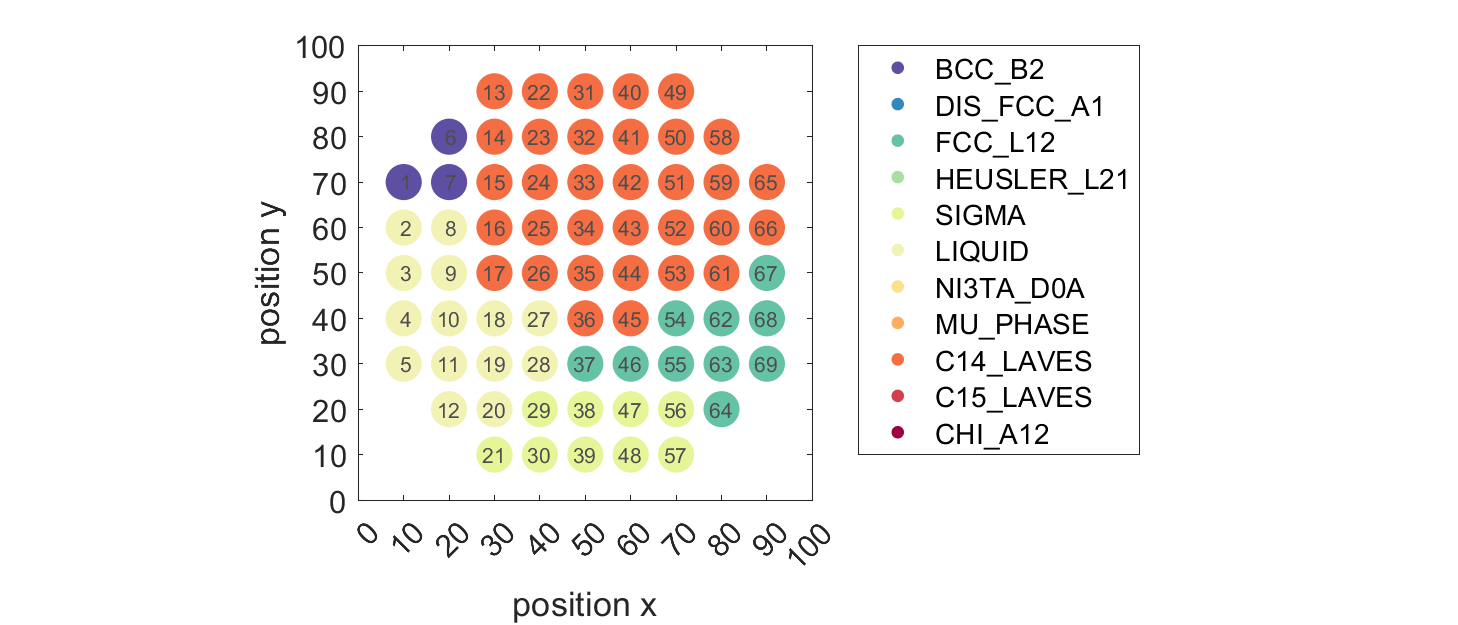 100
90 13 22 31 40 49
80 6 14 23 32 41 50 58
70 1 7 15 24 33 42 51 59 65
60 2 8 16 25 34 43 52 60 66
50 3 9 17 26 35 44 53 61 67
40 4 10 18 27 36 45 54 62 68
30 5 11 19 28 37 46 55 63 69
20 12 20 29 38 47 56 64
10 21 30 39 48 57
0
0 10 20 30 40 50 60 70 80 90 100
position x
position y
BCC_B2
DIS_FCC_A1
FCC_L12
HEUSLER_L21
SIGMA
LIQUID
NI3TA_D0A
MU_PHASE
C14_LAVES
C15_LAVES
CHI_A12